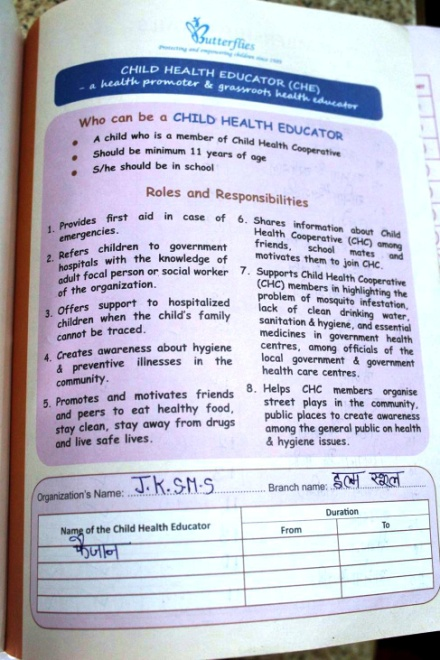 Butterflies
Protecting and empowering children since 1989
CHILD HEALTH EDUCATOR (CHE)
- a health promoter & grassroots health educator
Who can be a CHILD HEALTH EDUCATOR
• A child who is a member of Child Health Cooperative
• Should be minimum 11 years of age
• S/he should be in school
Roles and Responsibilities
1. Provides first aid in case of
emergencies.
2. Refers children to government
hospitals with the knowledge of
adult focal person or social worker
of the organization.
3. Offers support to hospitalized
children when the child's family
cannot be traced.
4. Creates awareness about hygiene
& preventive illnesses in the
community.
5. Promotes and motivates friends
and peers to eat healthy food,
stay clean, stay away from drugs
and live safe lives.
6. Shares information about Child
Health Cooperative (CHC) among
friends, school mates and
motivates them to join CHC.
7. Supports Child Health Cooperative
(CHC) members in highlighting the
problem of mosquito infestation,
lack of clean drinking water,
sanitation & hygiene, and essential
medicines in government health
centres, among officials of the
local government & government
health care centres.
8. Helps CHC members organise
street plays in the community,
public places to create awareness
among the general public on health
& hygiene issues.
Organization's Name: J.K.S.M.S Branch name: इल्म स्कूल
Name of the Child Health Educator
Duration
From To
फैजान